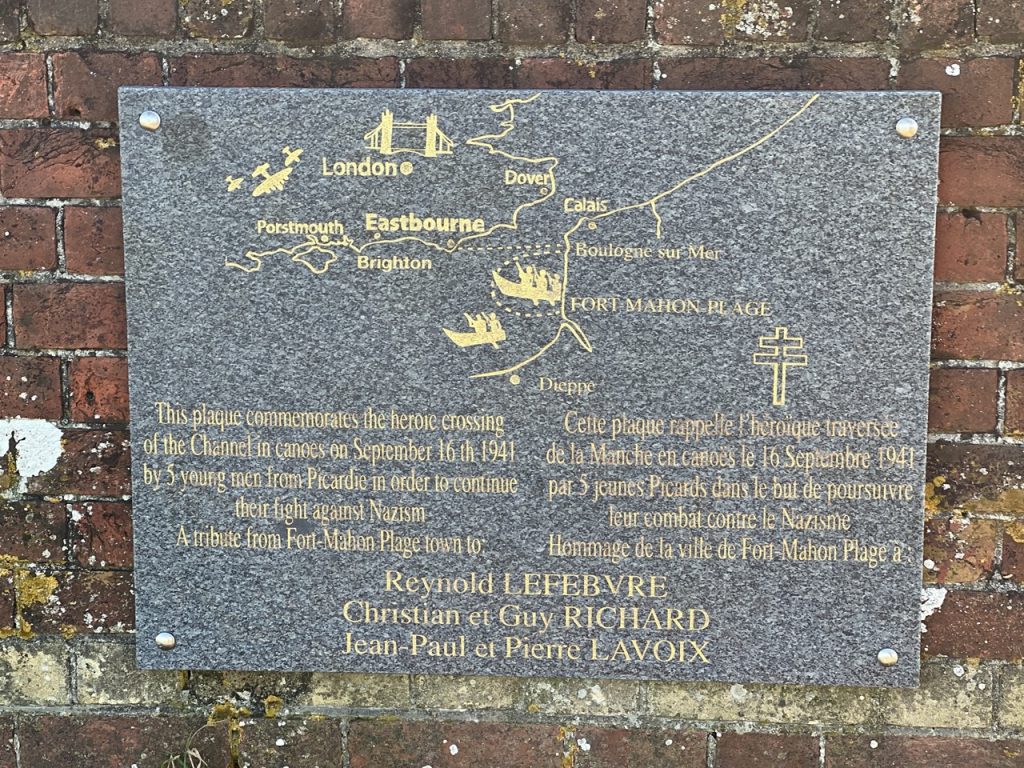 London
Dover
Calais
Porstmouth
Eastbourne
Brighton
Boulogne sur Mer
FORT MAHON-PLAGE
Dieppe
This plaque commemorates the heroic crossing
of the Channel in canoes on September 16 th 1941
by 5 young men from Picardie in order to continue
their fight against Nazism
A tribute from Fort-Mahon Plage town to:
Cette plaque rappelle l'héroïque traversée
de la Manche en canoës le 16 Septembre 1941
par 5 jeunes Picards dans le but de poursuivre
leur combat contre le Nazisme
Hommage de la ville de Fort-Mahon Plage à :
Reynold LEFEBVRE
Christian et Guy RICHARD
Jean-Paul et Pierre LAVOIX